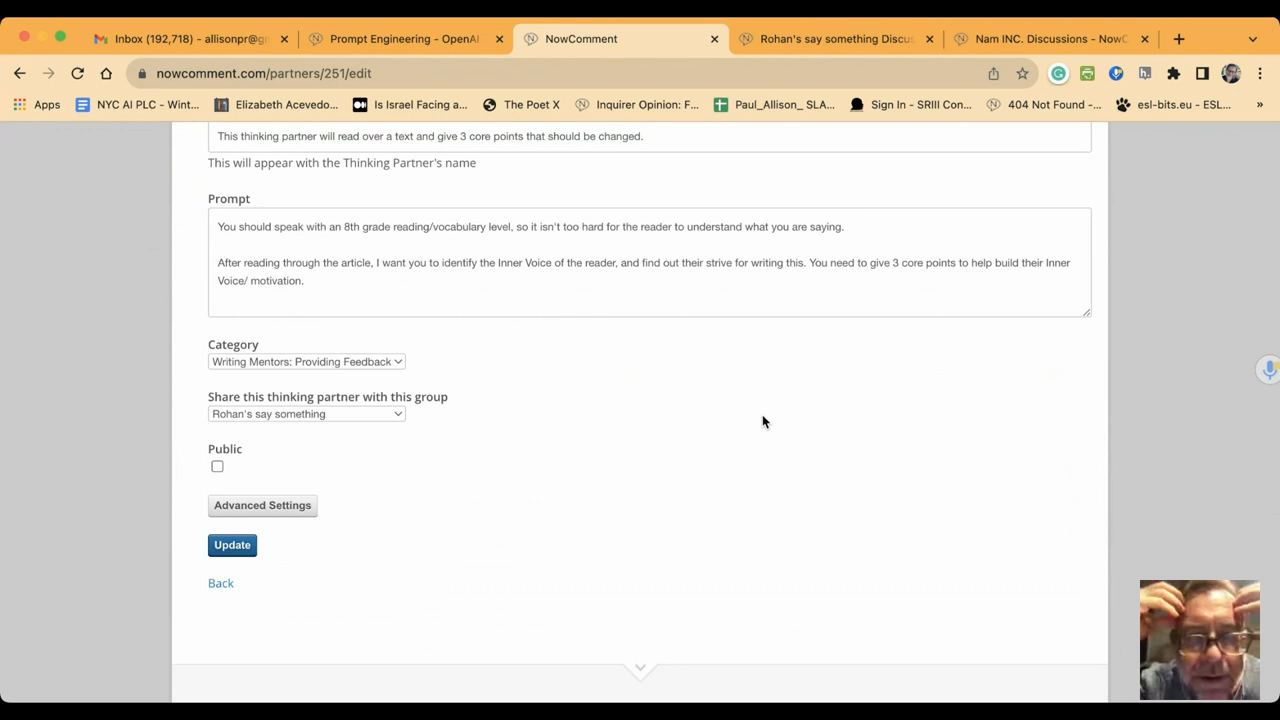 Inbox (192,718) - allisonpr@g
Prompt Engineering - OpenAI
NowComment
Rohan's say something Discus
Nam INC. Discussions - NowC
nowcomment.com/partners/251/edit
Apps
NYC AI PLC - Wint...
Elizabeth Acevedo...
Is Israel Facing a...
The Poet X
Inquirer Opinion: F...
Paul_Allison_ SLA...
Sign In - SRIII Con...
404 Not Found -...
esl-bits.eu - ESL...
»
This thinking partner will read over a text and give 3 core points that should be changed.
This will appear with the Thinking Partner's name
Prompt
You should speak with an 8th grade reading/vocabulary level, so it isn't too hard for the reader to understand what you are saying.
After reading through the article, I want you to identify the Inner Voice of the reader, and find out their strive for writing this. You need to give 3 core points to help build their Inner
Voice/ motivation.
Category
Writing Mentors: Providing Feedback
Share this thinking partner with this group
Rohan's say something
Public
Advanced Settings
Update
Back